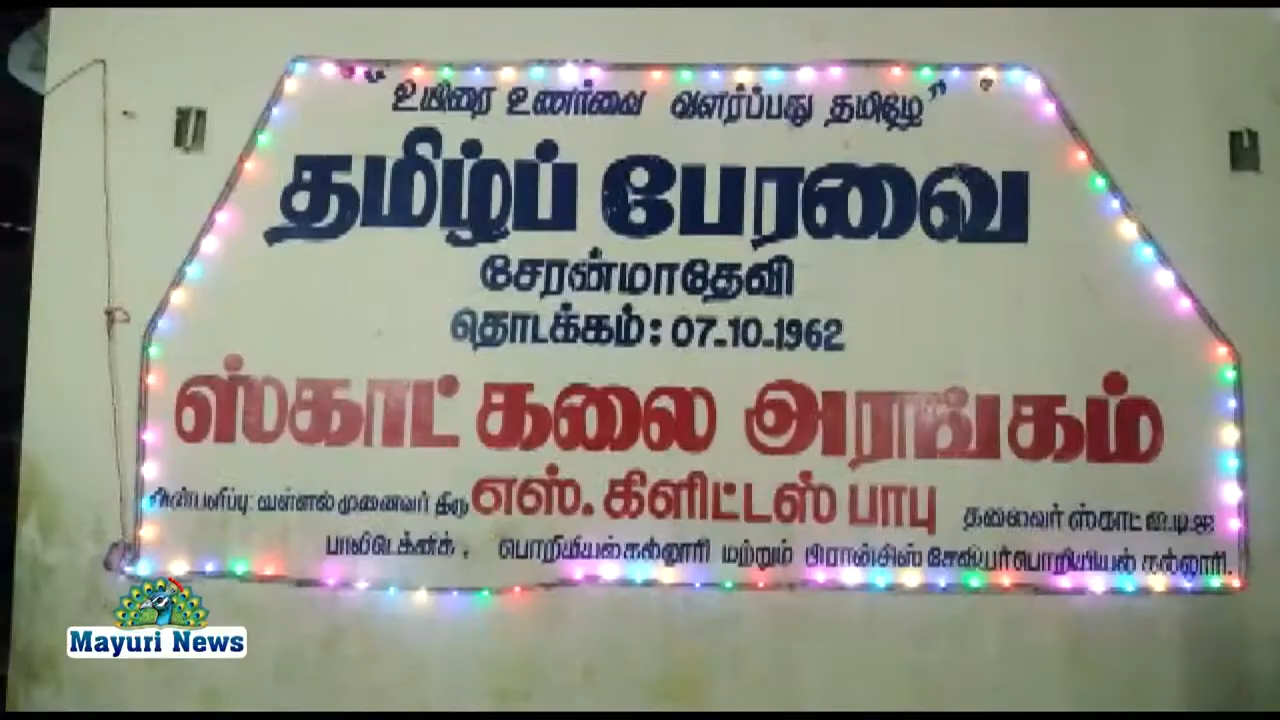 " உயிரை உணர்வை வளர்ப்பது தமிழே "
தமிழ்ப் பேரவை
சேரன்மாதேவி
தொடக்கம் : 07-10-1962
ஸ்காட் கலை அரங்கம்
அன்பளிப்பு: வள்ளல் முனைவர் திரு எஸ். கிளிட்டஸ் பாபு தலைவர் ஸ்காட் ஐ.டி.ஐ
பாலிடெக்னிக், பொறியியல் கல்லூரி மற்றும் பிரான்சிஸ் சேவியர் பொறியியல் கல்லூரி.
Mayuri News